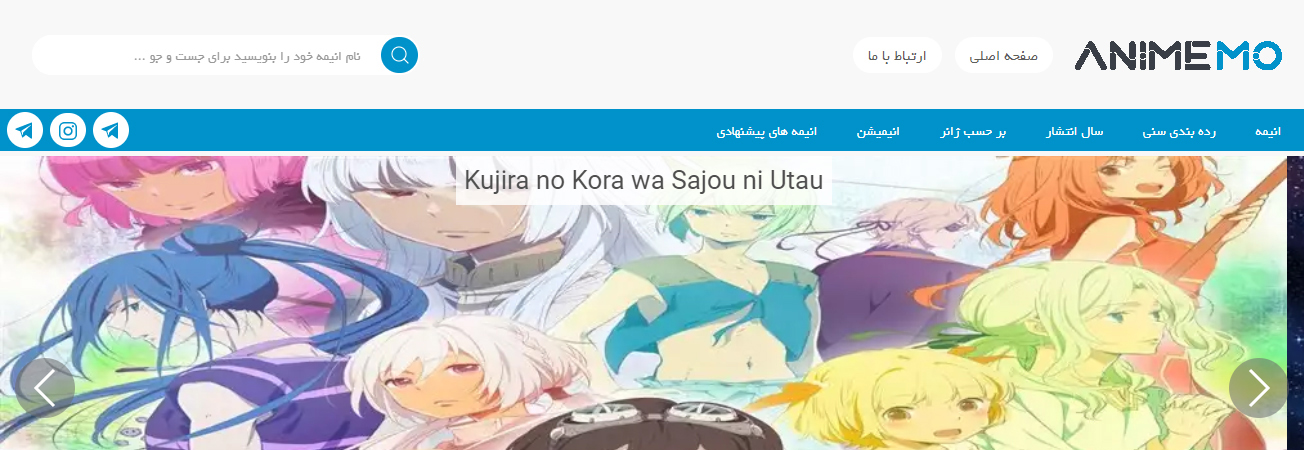 ANIMEMO
صفحه اصلی
ارتباط با ما
نام انیمه خود را بنویسید برای جست و جو ...
انیمه
رده بندی سنی
سال انتشار
بر حسب ژانر
انیمیشن
انیمه های پیشنهادی
Kujira no Kora wa Sajou ni Utau